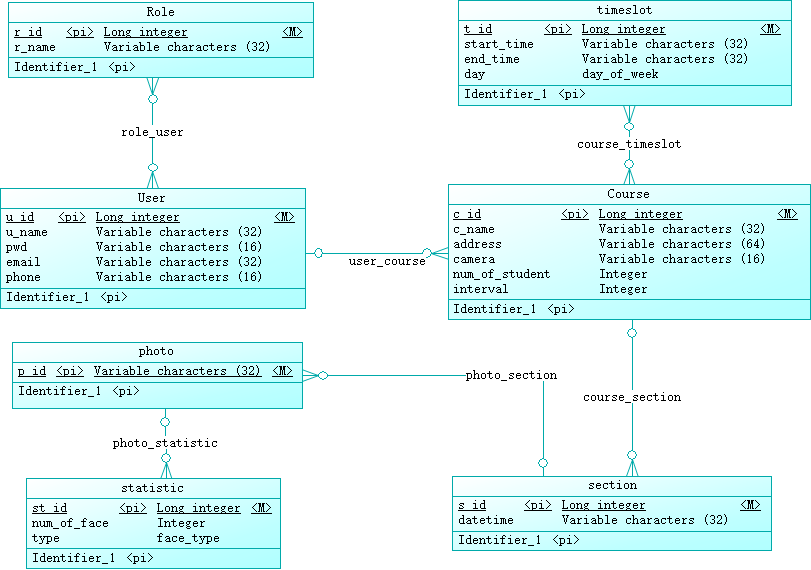 Role
r_id <pi> Long integer <M>
r_name Variable characters (32)
Identifier_1 <pi>
timeslot
t_id <pi> Long integer <M>
start_time Variable characters (32)
end_time Variable characters (32)
day day_of_week
Identifier_1 <pi>
role_user
course_timeslot
User
u_id <pi> Long integer <M>
u_name Variable characters (32)
pwd Variable characters (16)
email Variable characters (32)
phone Variable characters (16)
Identifier_1 <pi>
user_course
Course
c_id <pi> Long integer <M>
c_name Variable characters (32)
address Variable characters (64)
camera Variable characters (16)
num_of_student Integer
interval Integer
Identifier_1 <pi>
photo
p_id <pi> Variable characters (32) <M>
Identifier_1 <pi>
photo_section
course_section
photo_statistic
statistic
st_id <pi> Long integer <M>
num_of_face Integer
type face_type
Identifier_1 <pi>
section
s_id <pi> Long integer <M>
datetime Variable characters (32)
Identifier_1 <pi>